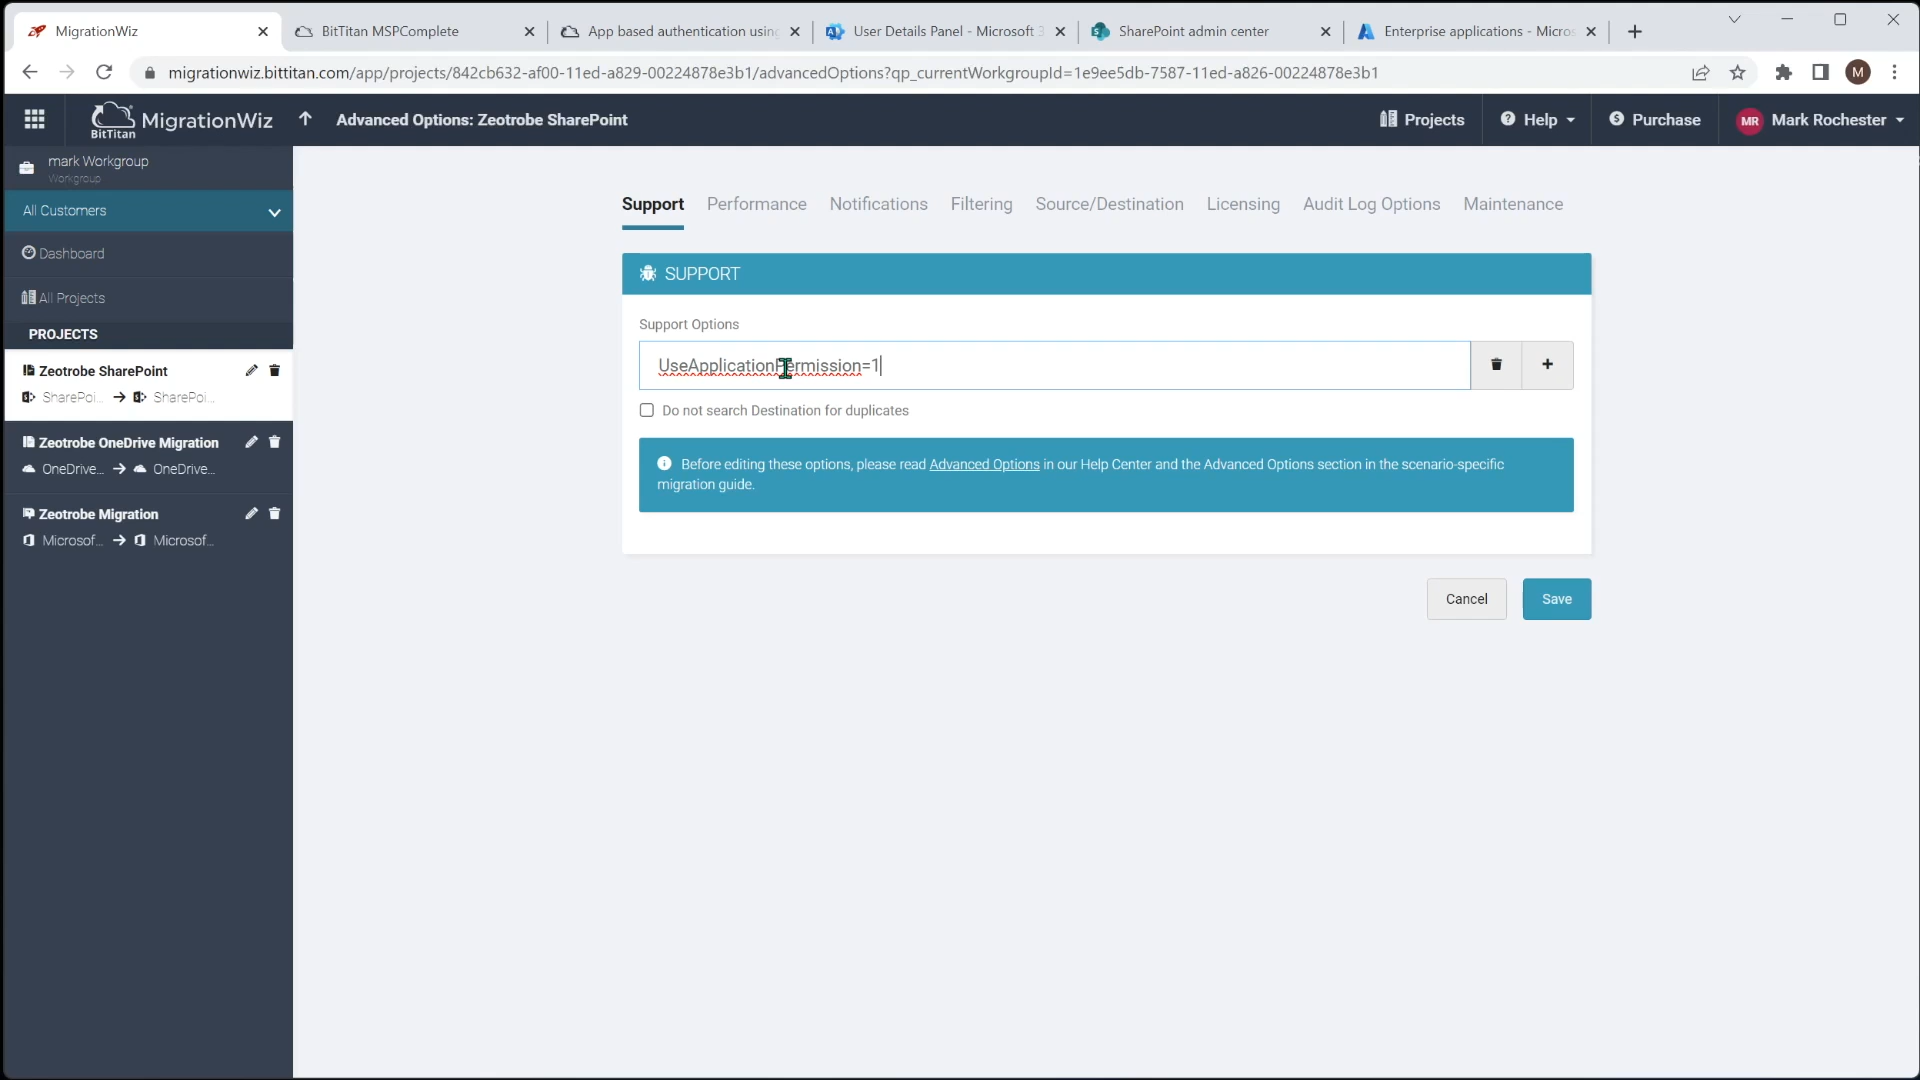 MigrationWiz
BitTitan MSPComplete
App based authentication using
User Details Panel - Microsoft 3
SharePoint admin center
Enterprise applications - Micros
migrationwiz.bittitan.com/app/projects/842cb632-af00-11ed-a829-00224878e3b1/advancedOptions?qp_currentWorkgroupId=1e9ee5db-7587-11ed-a826-00224878e3b1
M
BitTitan MigrationWiz
Advanced Options: Zeotrobe SharePoint
Projects
Help
Purchase
MR Mark Rochester
mark Workgroup
Workgroup
All Customers
Dashboard
All Projects
PROJECTS
Zeotrobe SharePoint
SharePoi... → SharePoi...
Zeotrobe OneDrive Migration
OneDrive... → OneDrive...
Zeotrobe Migration
Microsof... → Microsof...
Support Performance Notifications Filtering Source/Destination Licensing Audit Log Options Maintenance
SUPPORT
Support Options
UseApplicationPermission=1
Do not search Destination for duplicates
Before editing these options, please read Advanced Options in our Help Center and the Advanced Options section in the scenario-specific
migration guide.
Cancel
Save